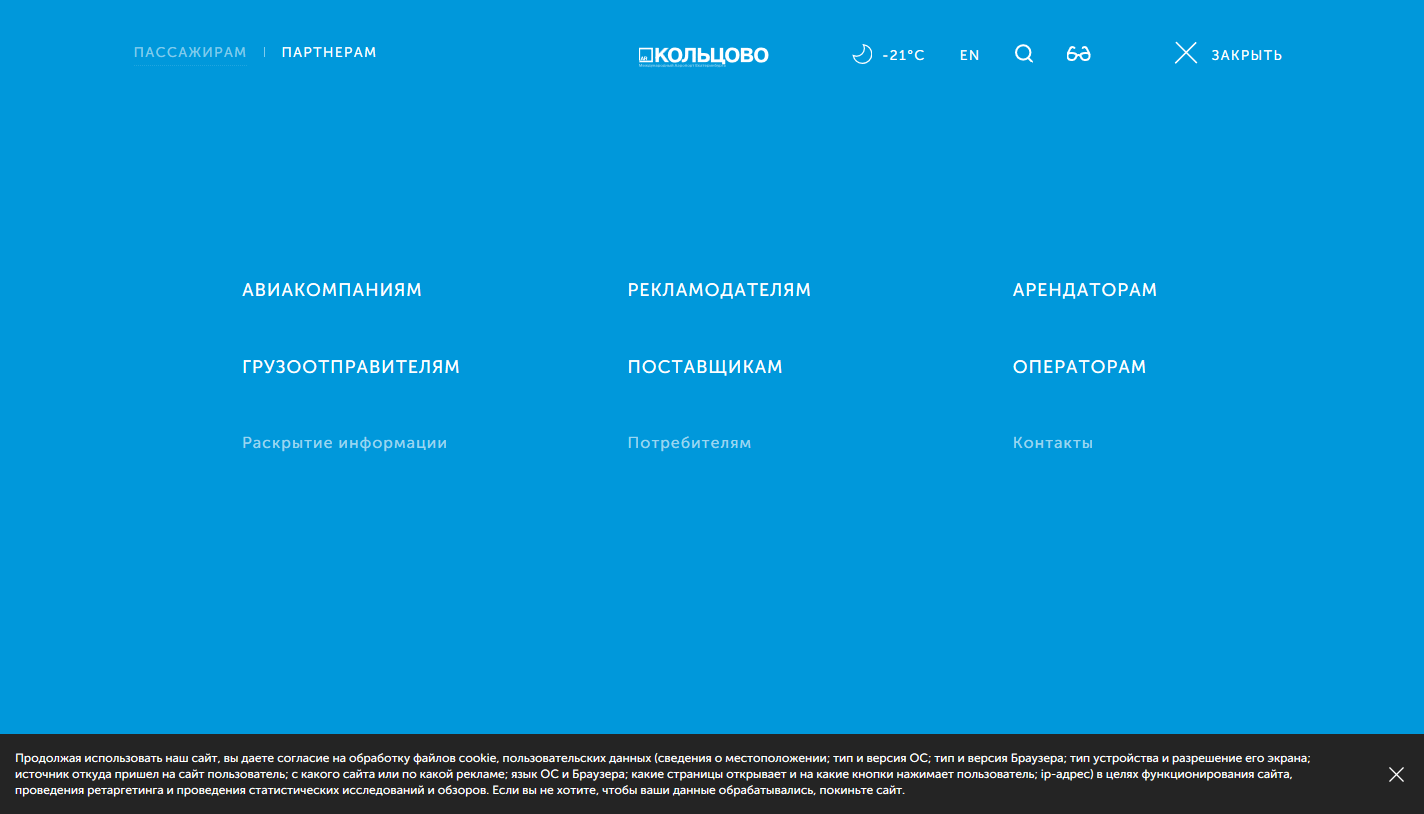 ПАССАЖИРАМ | ПАРТНЕРАМ
КОЛЬЦОВО
-21°C
EN
ЗАКРЫТЬ
АВИАКОМПАНИЯМ
РЕКЛАМОДАТЕЛЯМ
АРЕНДАТОРАМ
ГРУЗООТПРАВИТЕЛЯМ
ПОСТАВЩИКАМ
ОПЕРАТОРАМ
Раскрытие информации
Потребителям
Контакты
Продолжая использовать наш сайт, вы даете согласие на обработку файлов cookie, пользовательских данных (сведения о местоположении; тип и версия ОС; тип и версия Браузера; тип устройства и разрешение его экрана;
источник откуда пришел на сайт пользователь; с какого сайта или по какой рекламе; язык ОС и Браузера; какие страницы открывает и на какие кнопки нажимает пользователь; ip-адрес) в целях функционирования сайта,
проведения ретаргетинга и проведения статистических исследований и обзоров. Если вы не хотите, чтобы ваши данные обрабатывались, покиньте сайт.